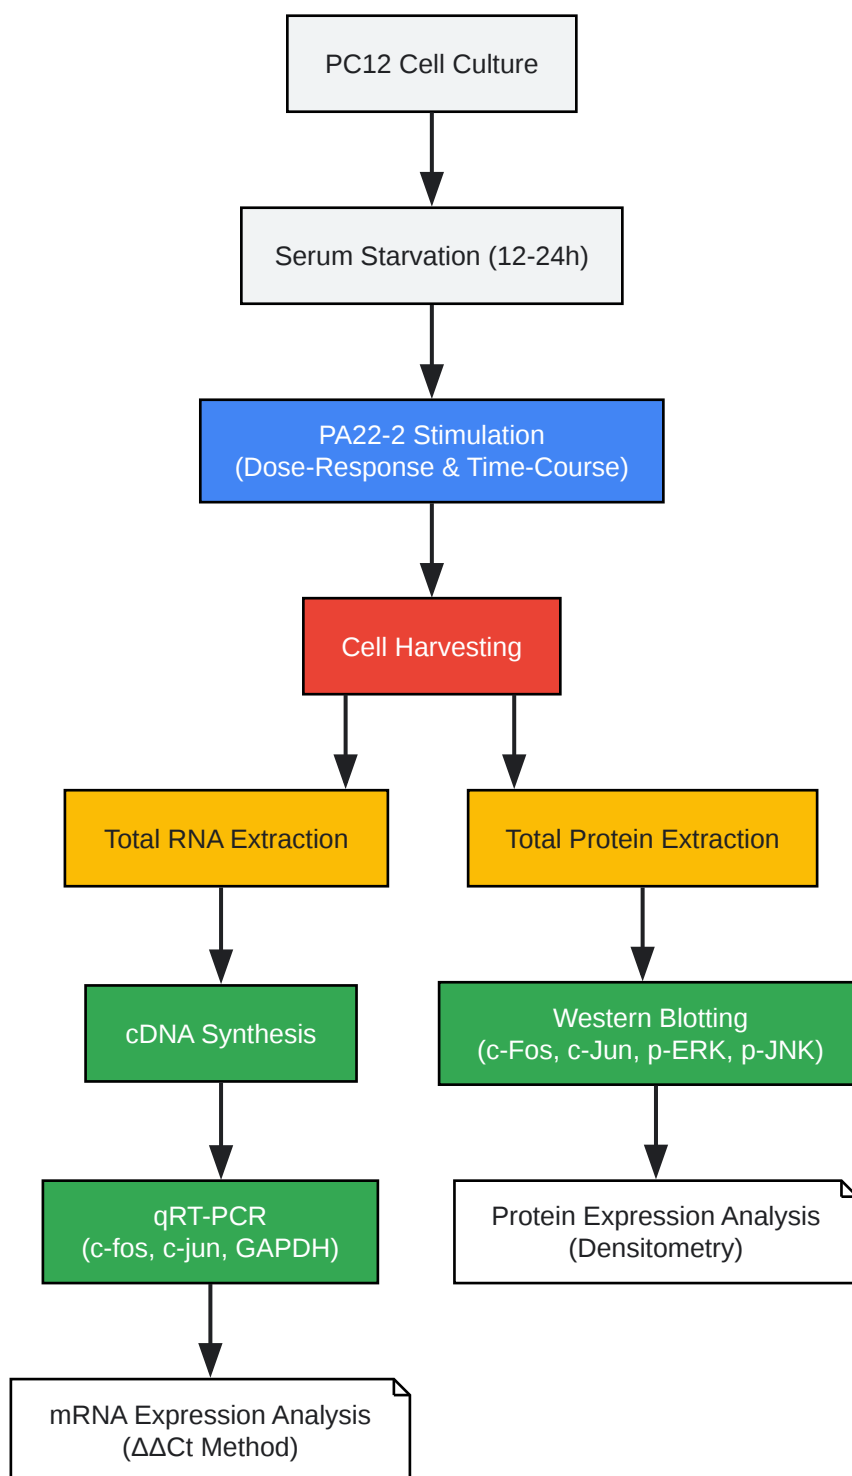 PC12 Cell Culture
Serum Starvation (12-24h)
PA22-2 Stimulation
(Dose-Response & Time-Course)
Cell Harvesting
Total RNA Extraction
Total Protein Extraction
cDNA Synthesis
Western Blotting
(c-Fos, c-Jun, p-ERK, p-JNK)
qRT-PCR
(c-fos, c-jun, GAPDH)
Protein Expression Analysis
(Densitometry)
mRNA Expression Analysis
(ΔΔCt Method)